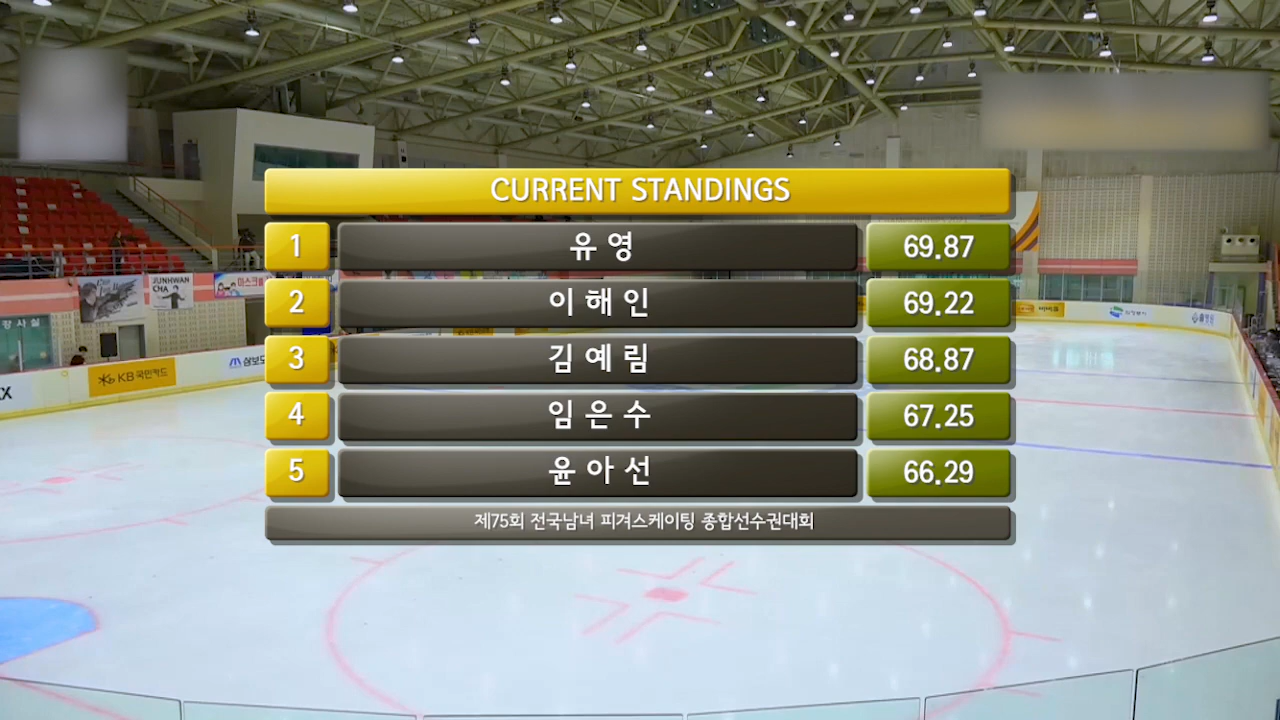 CURRENT STANDINGS
1 유 영 69.87
2 이 해 인 69.22
3 김 예 림 68.87
4 임 은 수 67.25
5 윤 아 선 66.29
제75회 전국남녀 피겨스케이팅 종합선수권대회
JUNHWAN
CHA
KB국민카드